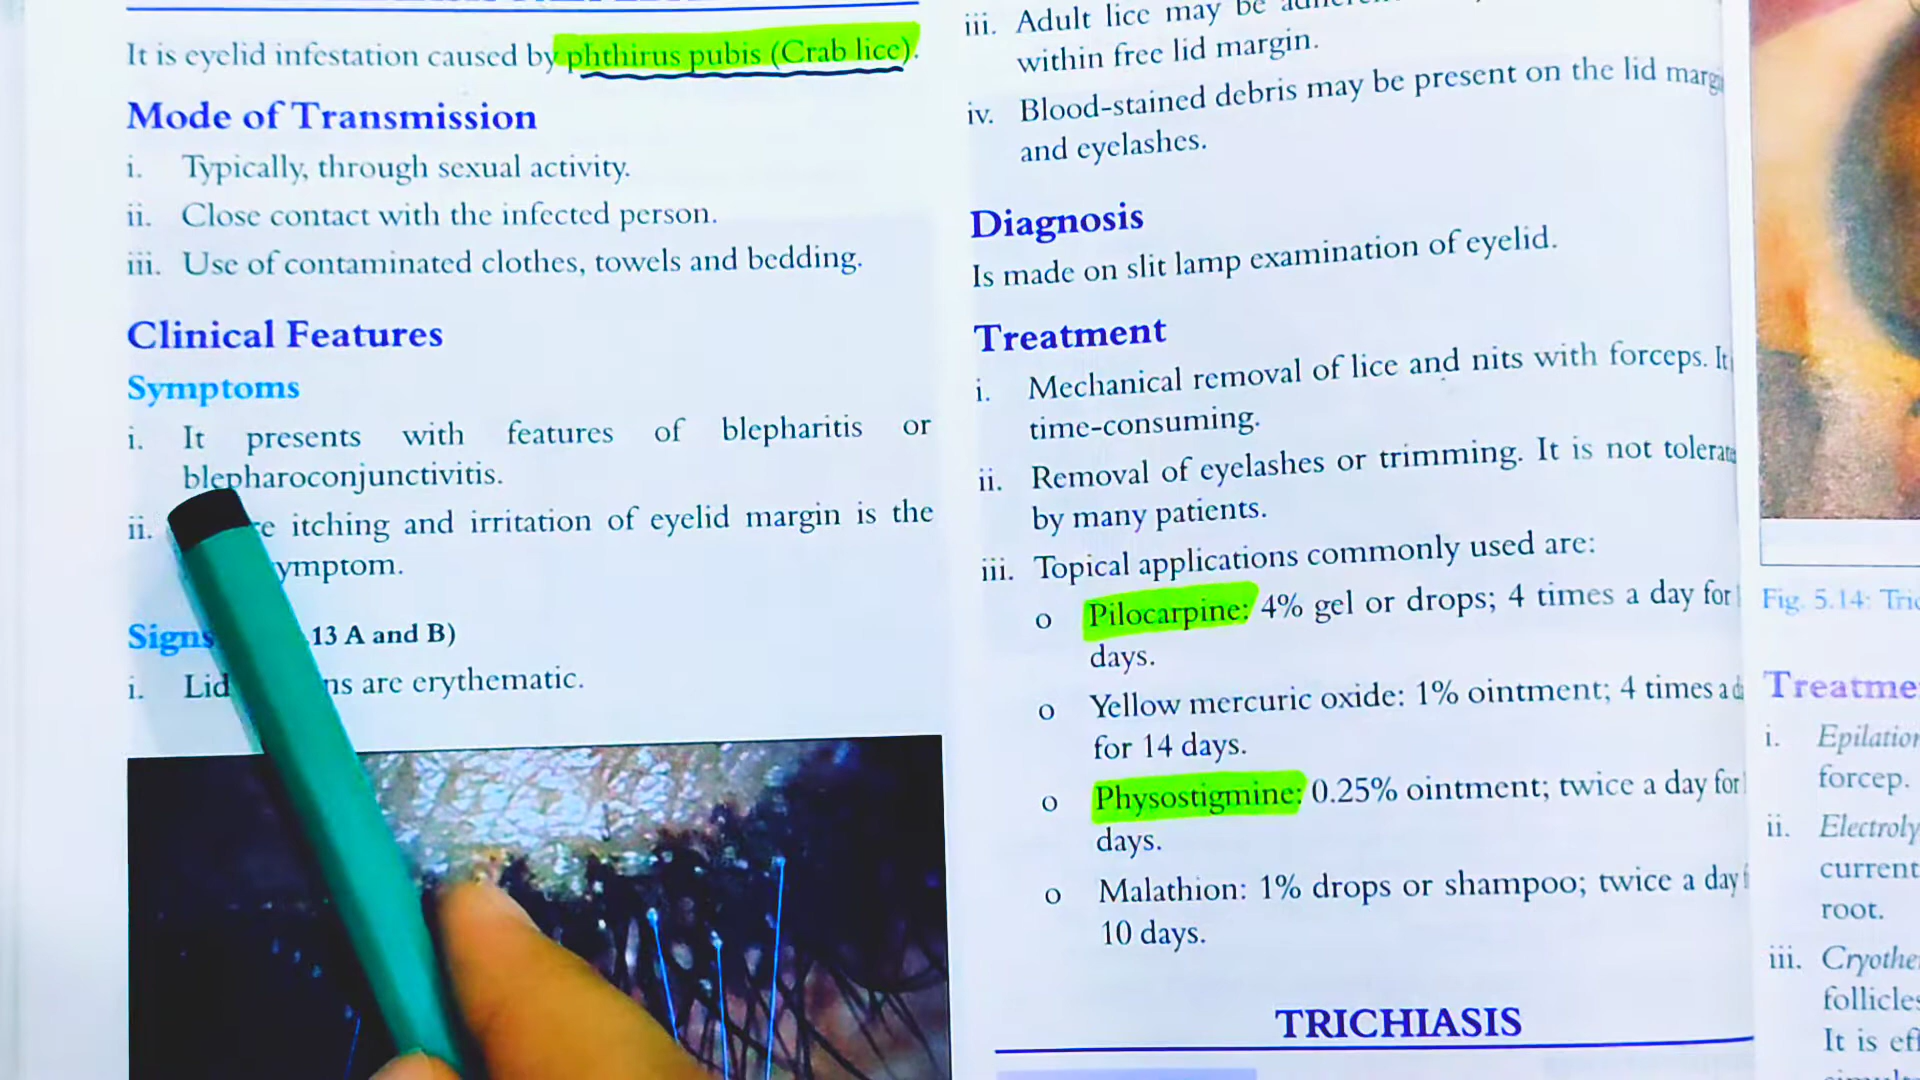 It is eyelid infestation caused by phthirus pubis (Crab lice).
Mode of Transmission
i. Typically, through sexual activity.
ii. Close contact with the infected person.
iii. Use of contaminated clothes, towels and bedding.
Clinical Features
Symptoms
i. It presents with features of blepharitis or
blepharoconjunctivitis.
ii. itching and irritation of eyelid margin is the
Signs 13 A and B)
i. Lid are erythematic.
iii. Adult lice may be
within free lid margin.
iv. Blood-stained debris may be present on the lid
and eyelashes.
Diagnosis
Is made on slit lamp examination of eyelid.
Treatment
i. Mechanical removal of lice and nits with forceps. It
time-consuming.
ii. Removal of eyelashes or trimming. It is not
by many patients.
iii. Topical applications commonly used are:
o Pilocarpine: 4% gel or drops; 4 times a day for
days.
o Yellow mercuric oxide: 1% ointment; 4 times a
for 14 days.
o Physostigmine: 0.25% ointment; twice a day for
days.
o Malathion: 1% drops or shampoo; twice a day
10 days.
TRICHIASIS
Fig. 5.14:
i.
forcep.
ii.
current
root.
iii.
It is